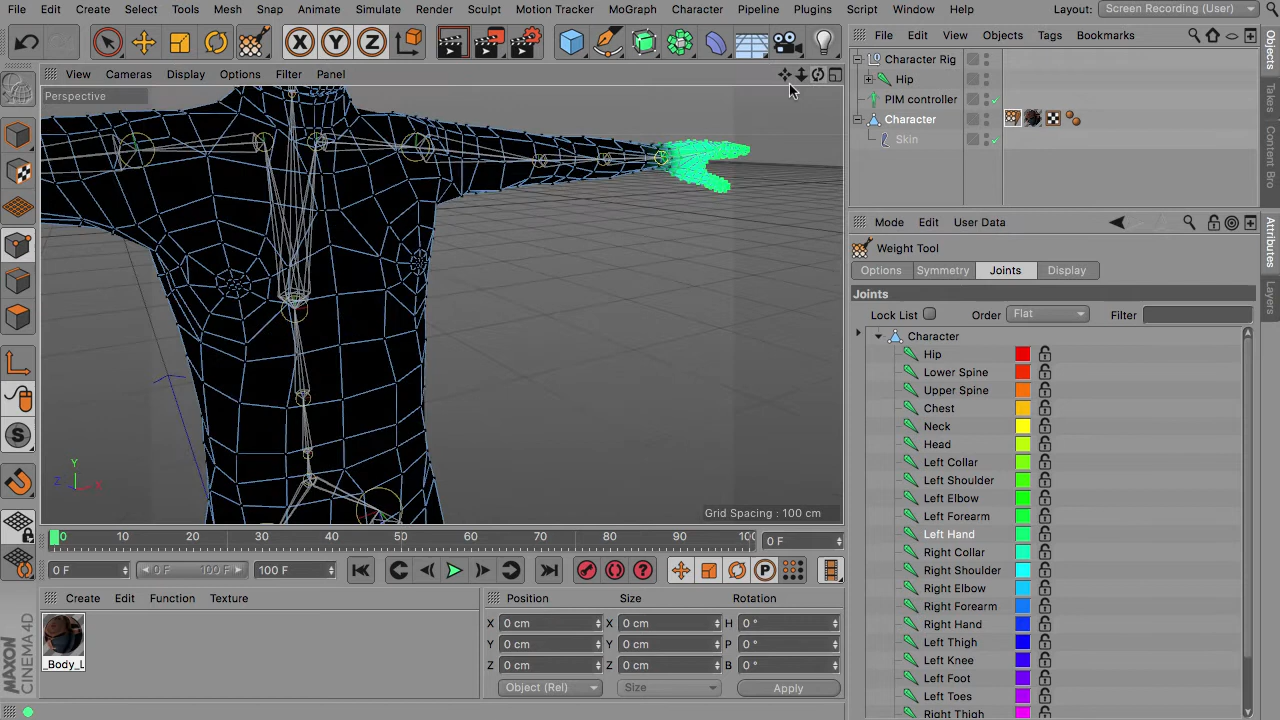 File Edit Create Select Tools Mesh Snap Animate Simulate Render Sculpt Motion Tracker MoGraph Character Pipeline Plugins Script Window Help Layout: Screen Recording (User)
X Y Z
File Edit View Objects Tags Bookmarks
View Cameras Display Options Filter Panel
Perspective
Character Rig
Hip
PIM controller
Character
Skin
Objects
Takes
Content Bro
Attributes
Layers
Mode Edit User Data
Weight Tool
Options Symmetry Joints Display
Joints
Lock List Order Flat Filter
Character
Hip
Lower Spine
Upper Spine
Chest
Neck
Head
Left Collar
Left Shoulder
Left Elbow
Left Forearm
Left Hand
Right Collar
Right Shoulder
Right Elbow
Right Forearm
Right Hand
Left Thigh
Left Knee
Left Foot
Left Toes
Right Thigh
Y
Z X
S
Grid Spacing : 100 cm
0 10 20 30 40 50 60 70 80 90 100 0 F
0 F 0 F 100 F 100 F
P
Create Edit Function Texture
_Body_L
Position Size Rotation
X 0 cm X 0 cm H 0 °
Y 0 cm Y 0 cm P 0 °
Z 0 cm Z 0 cm B 0 °
Object (Rel) Size Apply
MAXON
CINEMA 4D